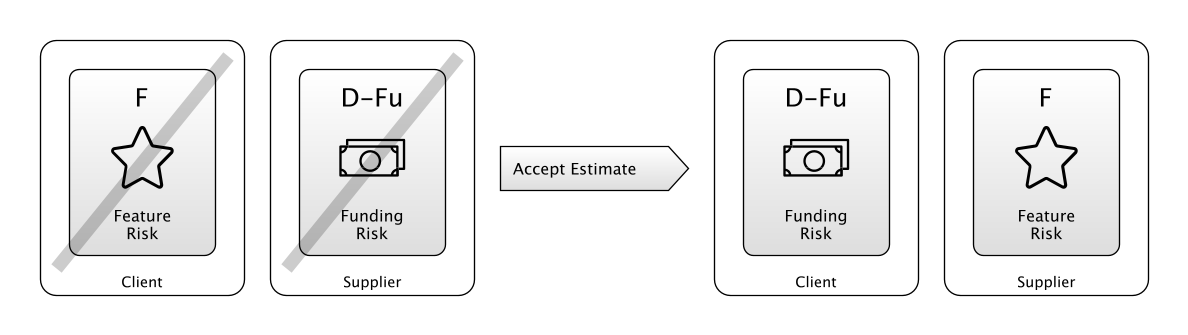 F
Feature
Risk
Client
D-Fu
Funding
Risk
Supplier
Accept Estimate
D-Fu
Funding
Risk
Client
F
Feature
Risk
Supplier